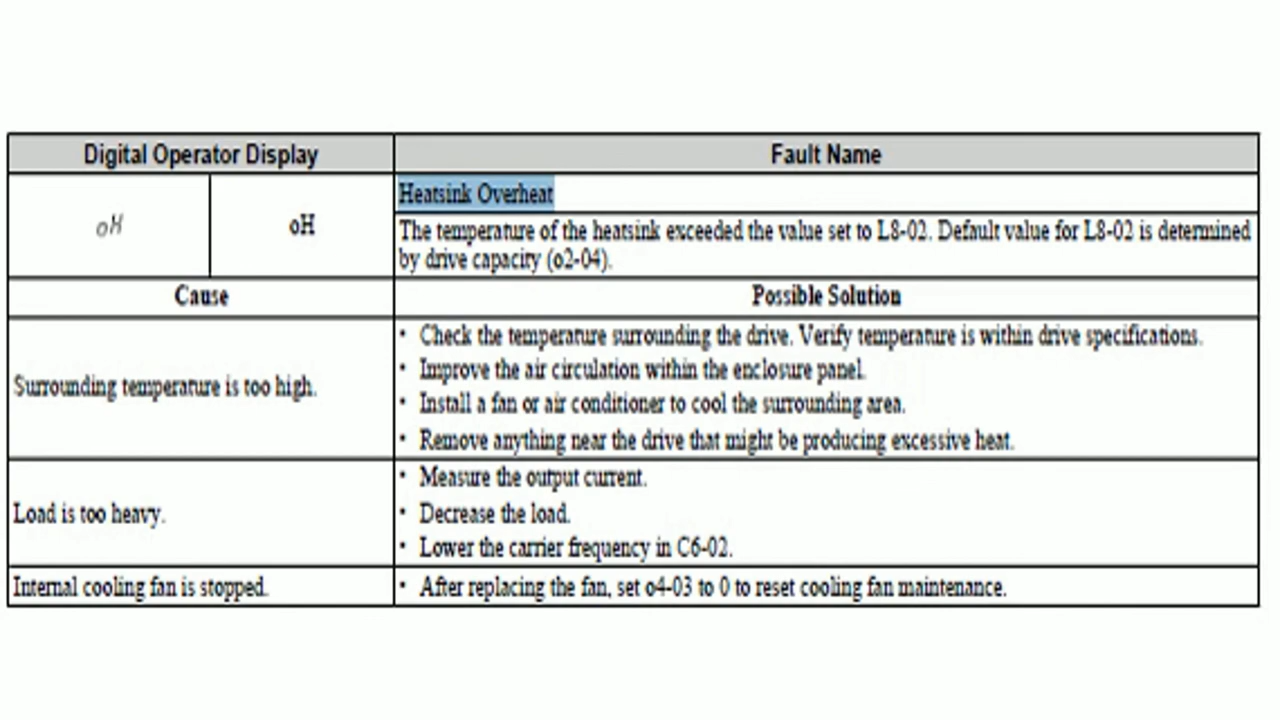 Digital Operator Display
Fault Name
oH
oH
Heatsink Overheat
The temperature of the heatsink exceeded the value set to L8-02. Default value for L8-02 is determined
by drive capacity (o2-04).
Cause
Possible Solution
Surrounding temperature is too high.
• Check the temperature surrounding the drive. Verify temperature is within drive specifications.
• Improve the air circulation within the enclosure panel.
• Install a fan or air conditioner to cool the surrounding area.
• Remove anything near the drive that might be producing excessive heat.
Load is too heavy.
• Measure the output current.
• Decrease the load.
• Lower the carrier frequency in C6-02.
Internal cooling fan is stopped.
• After replacing the fan, set o4-03 to 0 to reset cooling fan maintenance.